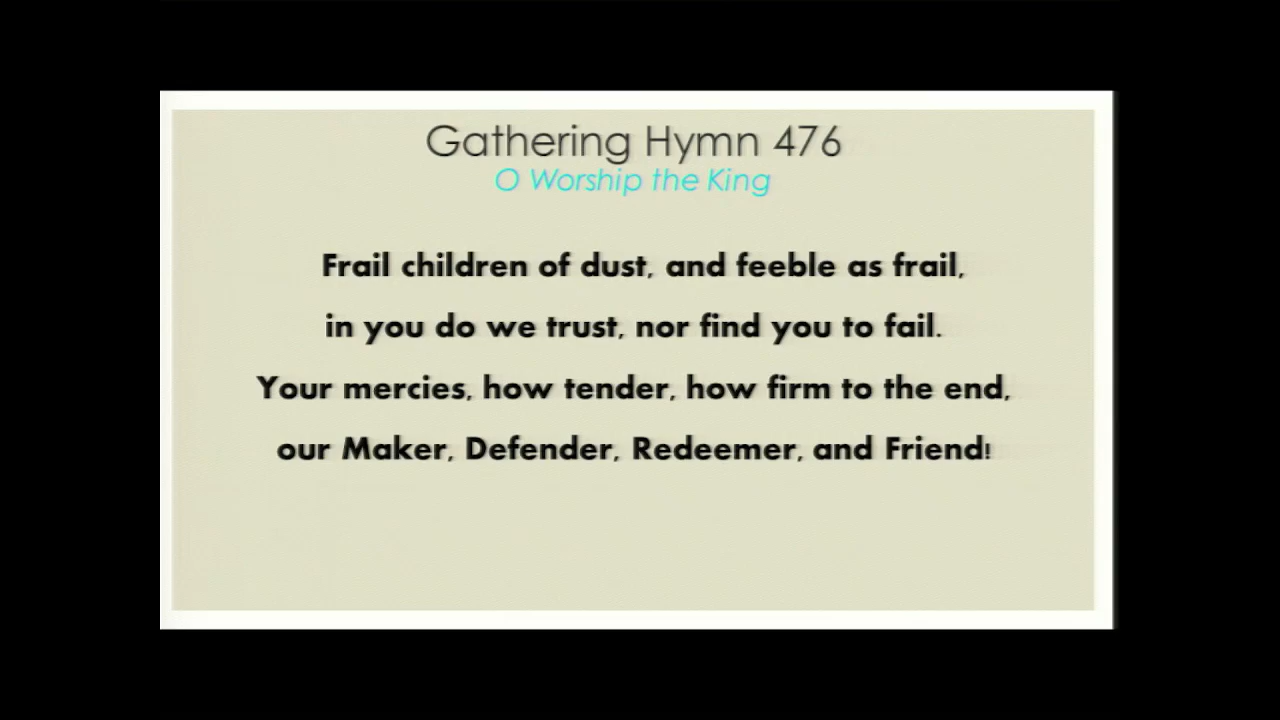 Gathering Hymn 476
O Worship the King
Frail children of dust, and feeble as frail,
in you do we trust, nor find you to fail.
Your mercies, how tender, how firm to the end,
our Maker, Defender, Redeemer, and Friend!